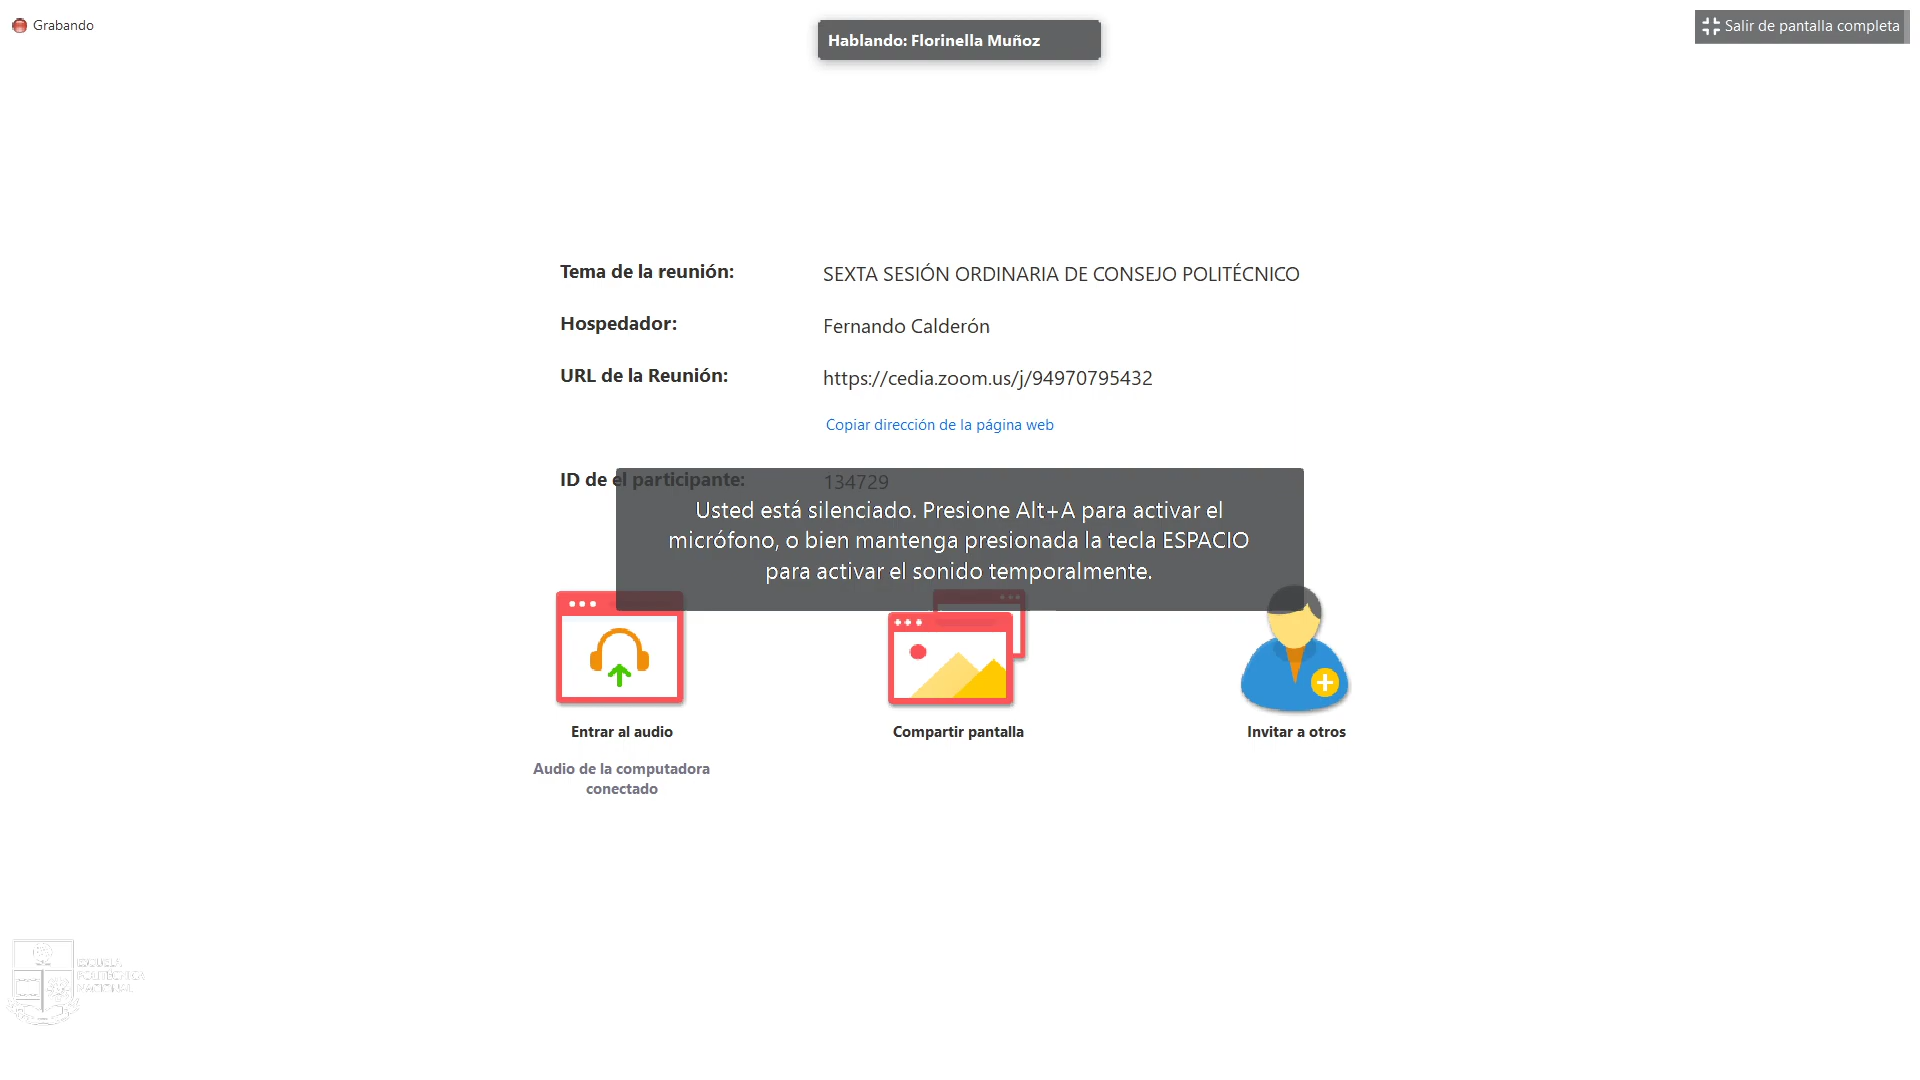 Grabando
Hablando: Florinella Muñoz
Salir de pantalla completa
Tema de la reunión:
SEXTA SESIÓN ORDINARIA DE CONSEJO POLITÉCNICO
Hospedador:
Fernando Calderón
URL de la Reunión:
https://cedia.zoom.us/j/94970795432
Copiar dirección de la página web
ID de el participante:
134729
Usted está silenciado. Presione Alt+A para activar el
micrófono, o bien mantenga presionada la tecla ESPACIO
para activar el sonido temporalmente.
Entrar al audio
Compartir pantalla
Invitar a otros
Audio de la computadora
conectado
ESCUELA
POLITÉCNICA
NACIONAL